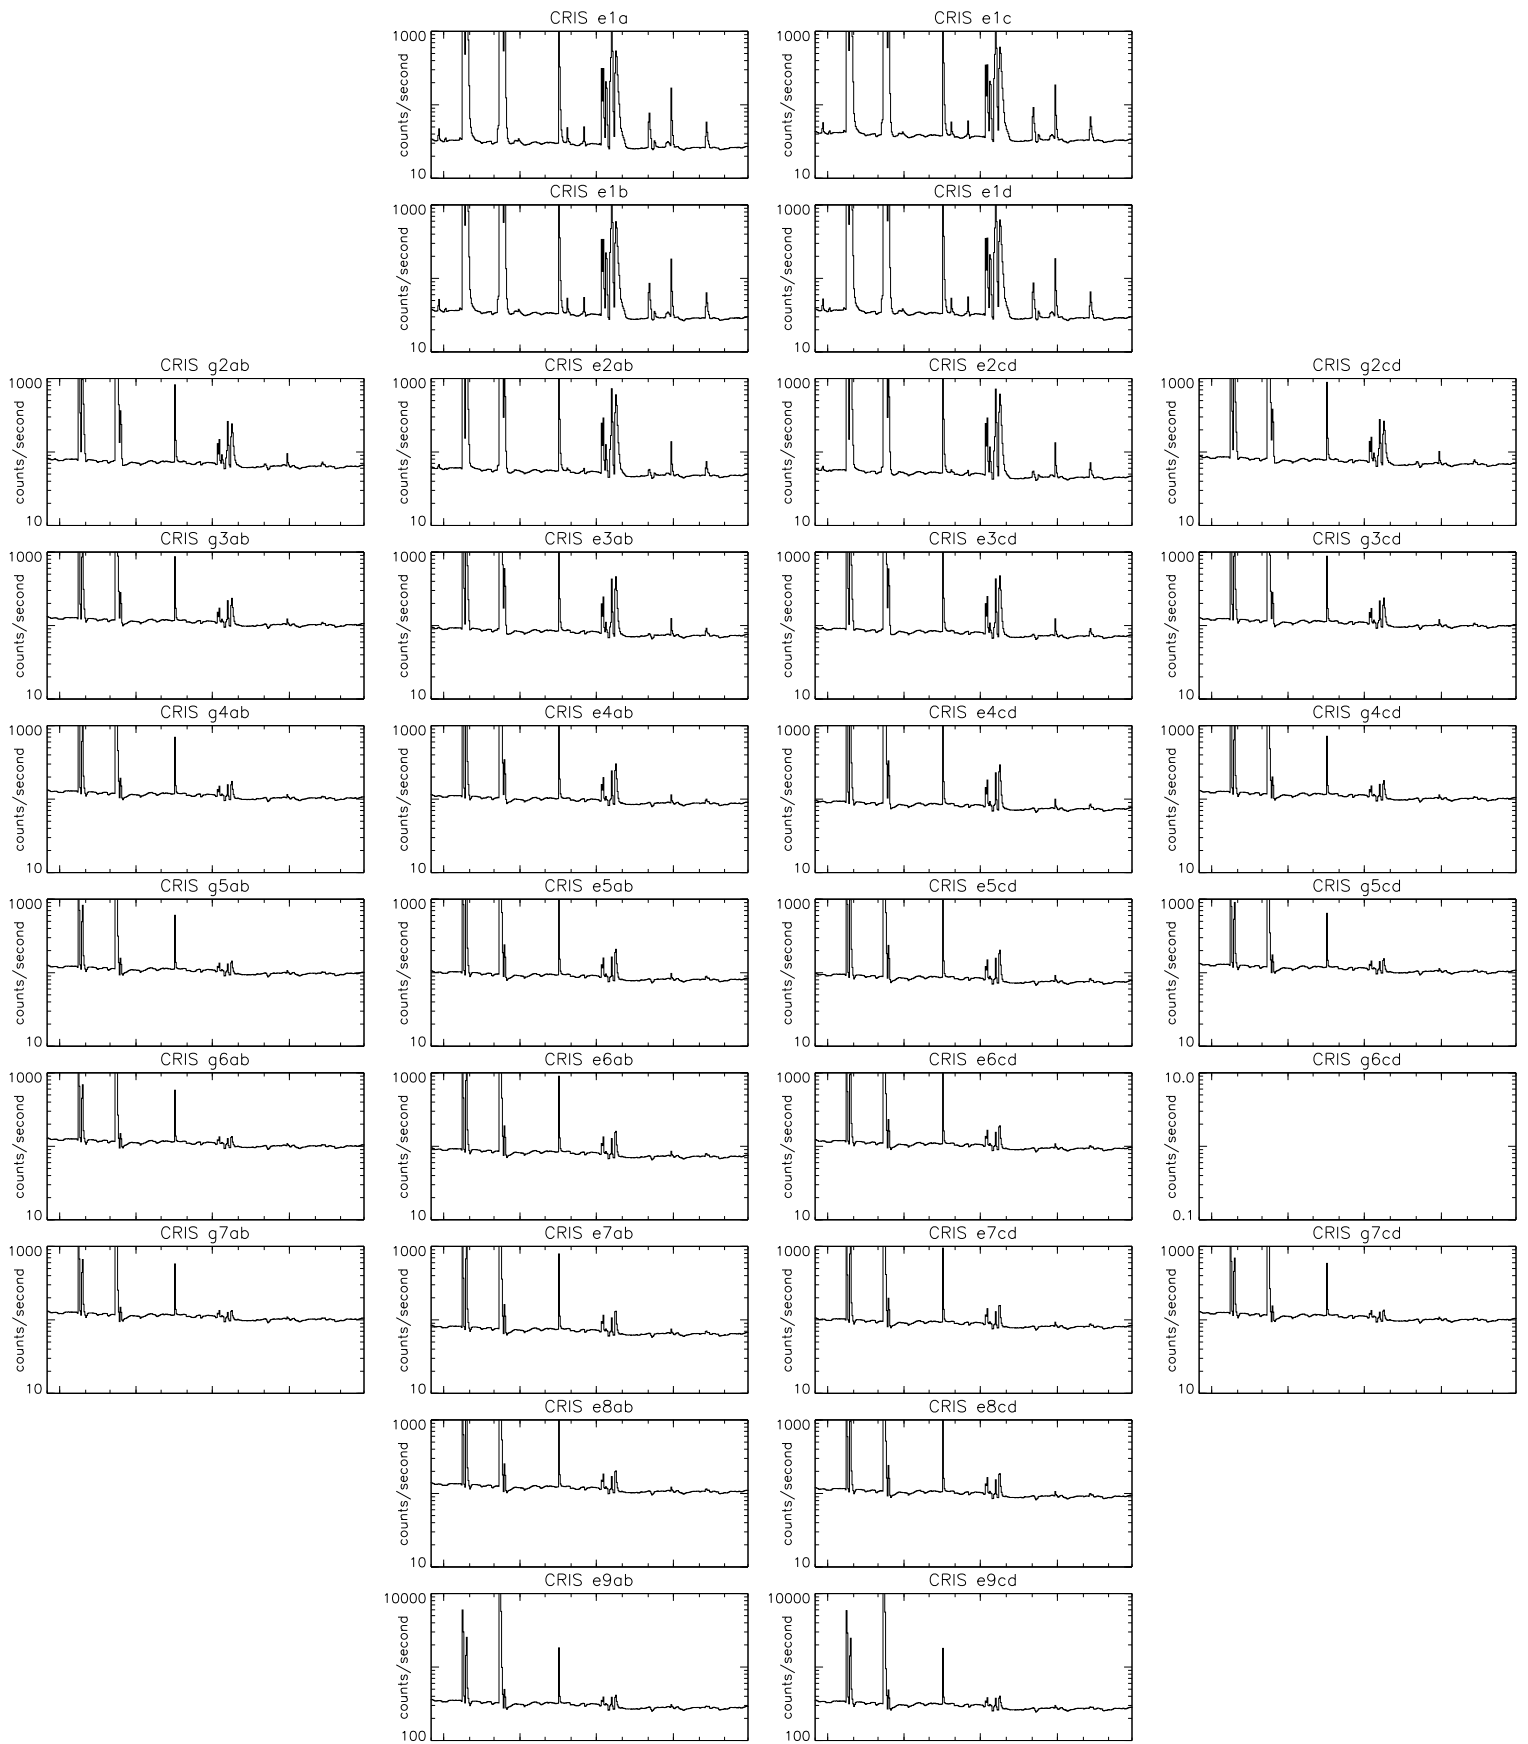 CRIS e1a CRIS e1c
1000 1000
counts/second counts/second
10 10
CRIS e1b CRIS e1d
1000 1000
counts/second counts/second
10 10
CRIS g2ab CRIS e2ab CRIS e2cd CRIS g2cd
1000 1000 1000 1000
counts/second counts/second counts/second counts/second
10 10 10 10
CRIS g3ab CRIS e3ab CRIS e3cd CRIS g3cd
1000 1000 1000 1000
counts/second counts/second counts/second counts/second
10 10 10 10
CRIS g4ab CRIS e4ab CRIS e4cd CRIS g4cd
1000 1000 1000 1000
counts/second counts/second counts/second counts/second
10 10 10 10
CRIS g5ab CRIS e5ab CRIS e5cd CRIS g5cd
1000 1000 1000 1000
counts/second counts/second counts/second counts/second
10 10 10 10
CRIS g6ab CRIS e6ab CRIS e6cd CRIS g6cd
1000 1000 1000 10.0
counts/second counts/second counts/second counts/second
10 10 10 0.1
CRIS g7ab CRIS e7ab CRIS e7cd CRIS g7cd
1000 1000 1000 1000
counts/second counts/second counts/second counts/second
10 10 10 10
CRIS e8ab CRIS e8cd
1000 1000
counts/second counts/second
10 10
CRIS e9ab CRIS e9cd
10000 10000
counts/second counts/second
100 100